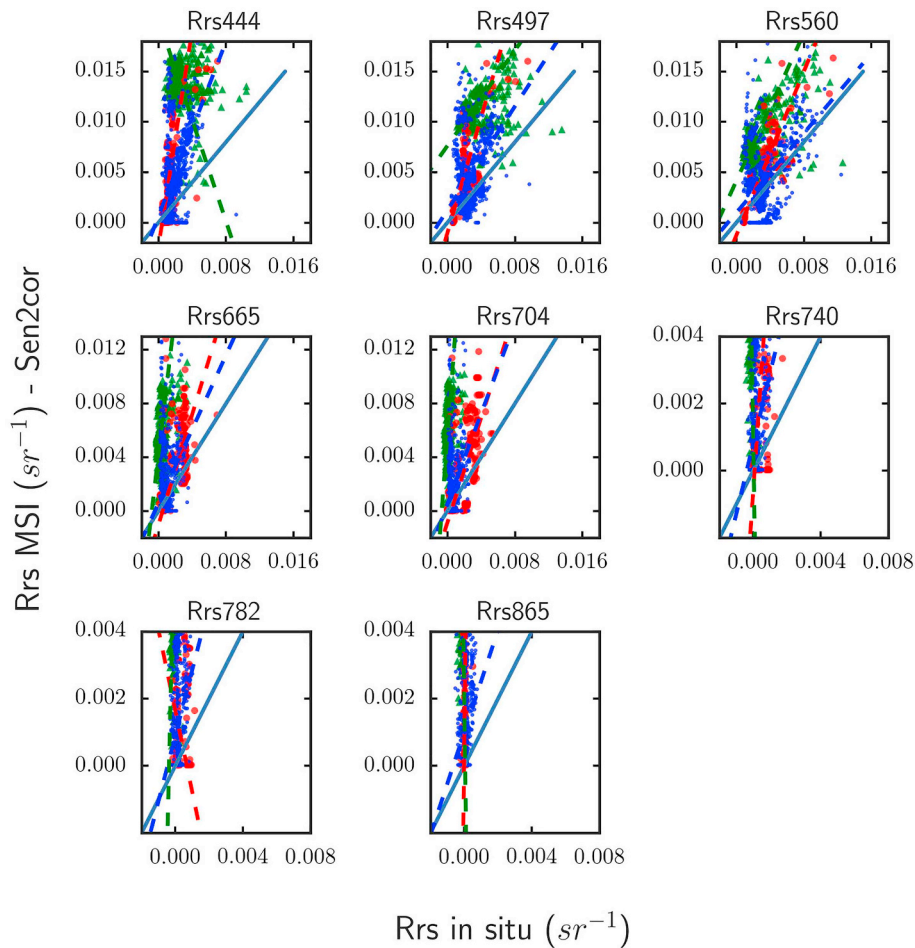 Rrs444 Rrs497 Rrs560
0.015 0.015 0.015
0.010 0.010 0.010
0.005 0.005 0.005
0.000 0.000 0.000
0.000 0.008 0.016 0.000 0.008 0.016 0.000 0.008 0.016
Rrs665 Rrs704 Rrs740
0.012 0.012 0.004
0.008 0.008 0.002
0.004 0.004 0.000
0.000 0.000
0.000 0.008 0.016 0.000 0.008 0.016 0.000 0.004 0.008
Rrs782 Rrs865
0.004 0.004
0.002 0.002
0.000 0.000
0.000 0.004 0.008 0.000 0.004 0.008
Rrs MSI (sr⁻¹) - Sen2cor
Rrs in situ (sr⁻¹)